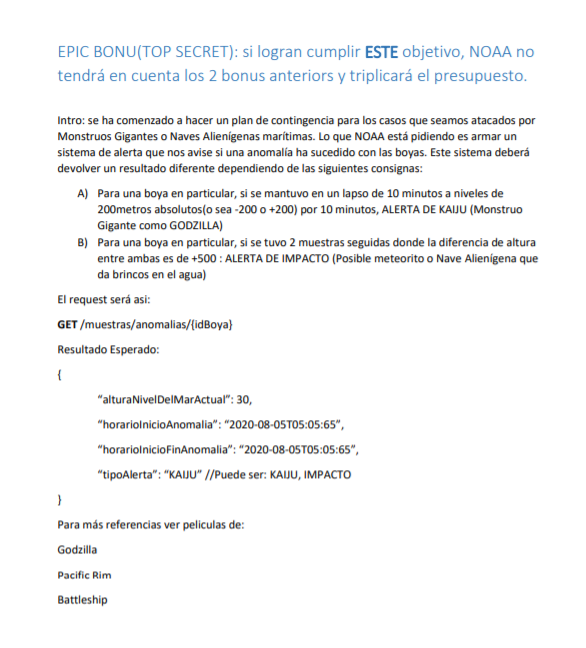 EPIC BONU(TOP SECRET): si logran cumplir ESTE objetivo, NOAA no
tendrá en cuenta los 2 bonus anteriors y triplicará el presupuesto.
Intro: se ha comenzado a hacer un plan de contingencia para los casos que seamos atacados por
Monstruos Gigantes o Naves Alienígenas marítimas. Lo que NOAA está pidiendo es armar un
sistema de alerta que nos avise si una anomalía ha sucedido con las boyas. Este sistema deberá
devolver un resultado diferente dependiendo de las siguientes consignas:
A) Para una boya en particular, si se mantuvo en un lapso de 10 minutos a niveles de
200metros absolutos(o sea -200 o +200) por 10 minutos, ALERTA DE KAIJU (Monstruo
Gigante como GODZILLA)
B) Para una boya en particular, si se tuvo 2 muestras seguidas donde la diferencia de altura
entre ambas es de +500 : ALERTA DE IMPACTO (Posible meteorito o Nave Alienígena que
da brincos en el agua)
El request será asi:
GET /muestras/anomalias/{idBoya}
Resultado Esperado:
{
"alturaNivelDelMarActual": 30,
"horarioInicioAnomalia": "2020-08-05T05:05:65",
"horarioInicioFinAnomalia": "2020-08-05T05:05:65",
"tipoAlerta": "KAIJU" //Puede ser: KAIJU, IMPACTO
}
Para más referencias ver peliculas de:
Godzilla
Pacific Rim
Battleship